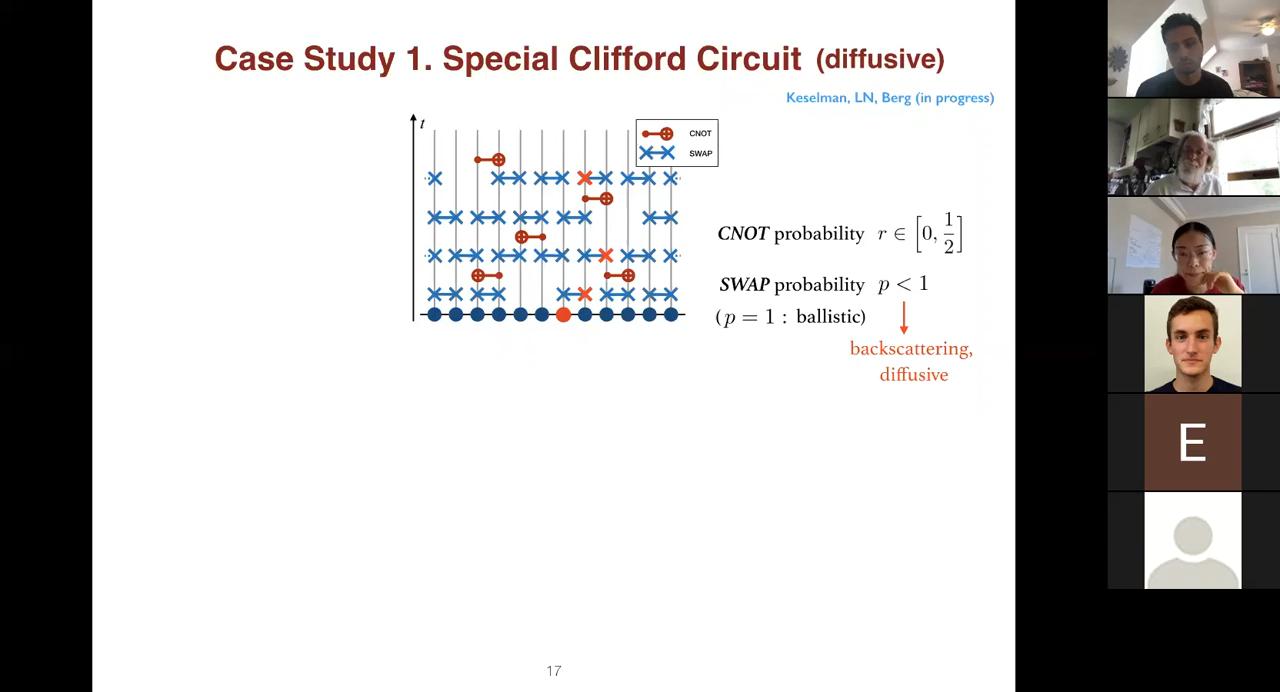 Case Study 1. Special Clifford Circuit (diffusive)
Keselman, LN, Berg (in progress)
t
CNOT
SWAP
CNOT probability r ∈ [0, 1/2]
SWAP probability p < 1
( p = 1 : ballistic)
backscattering,
diffusive
E
17